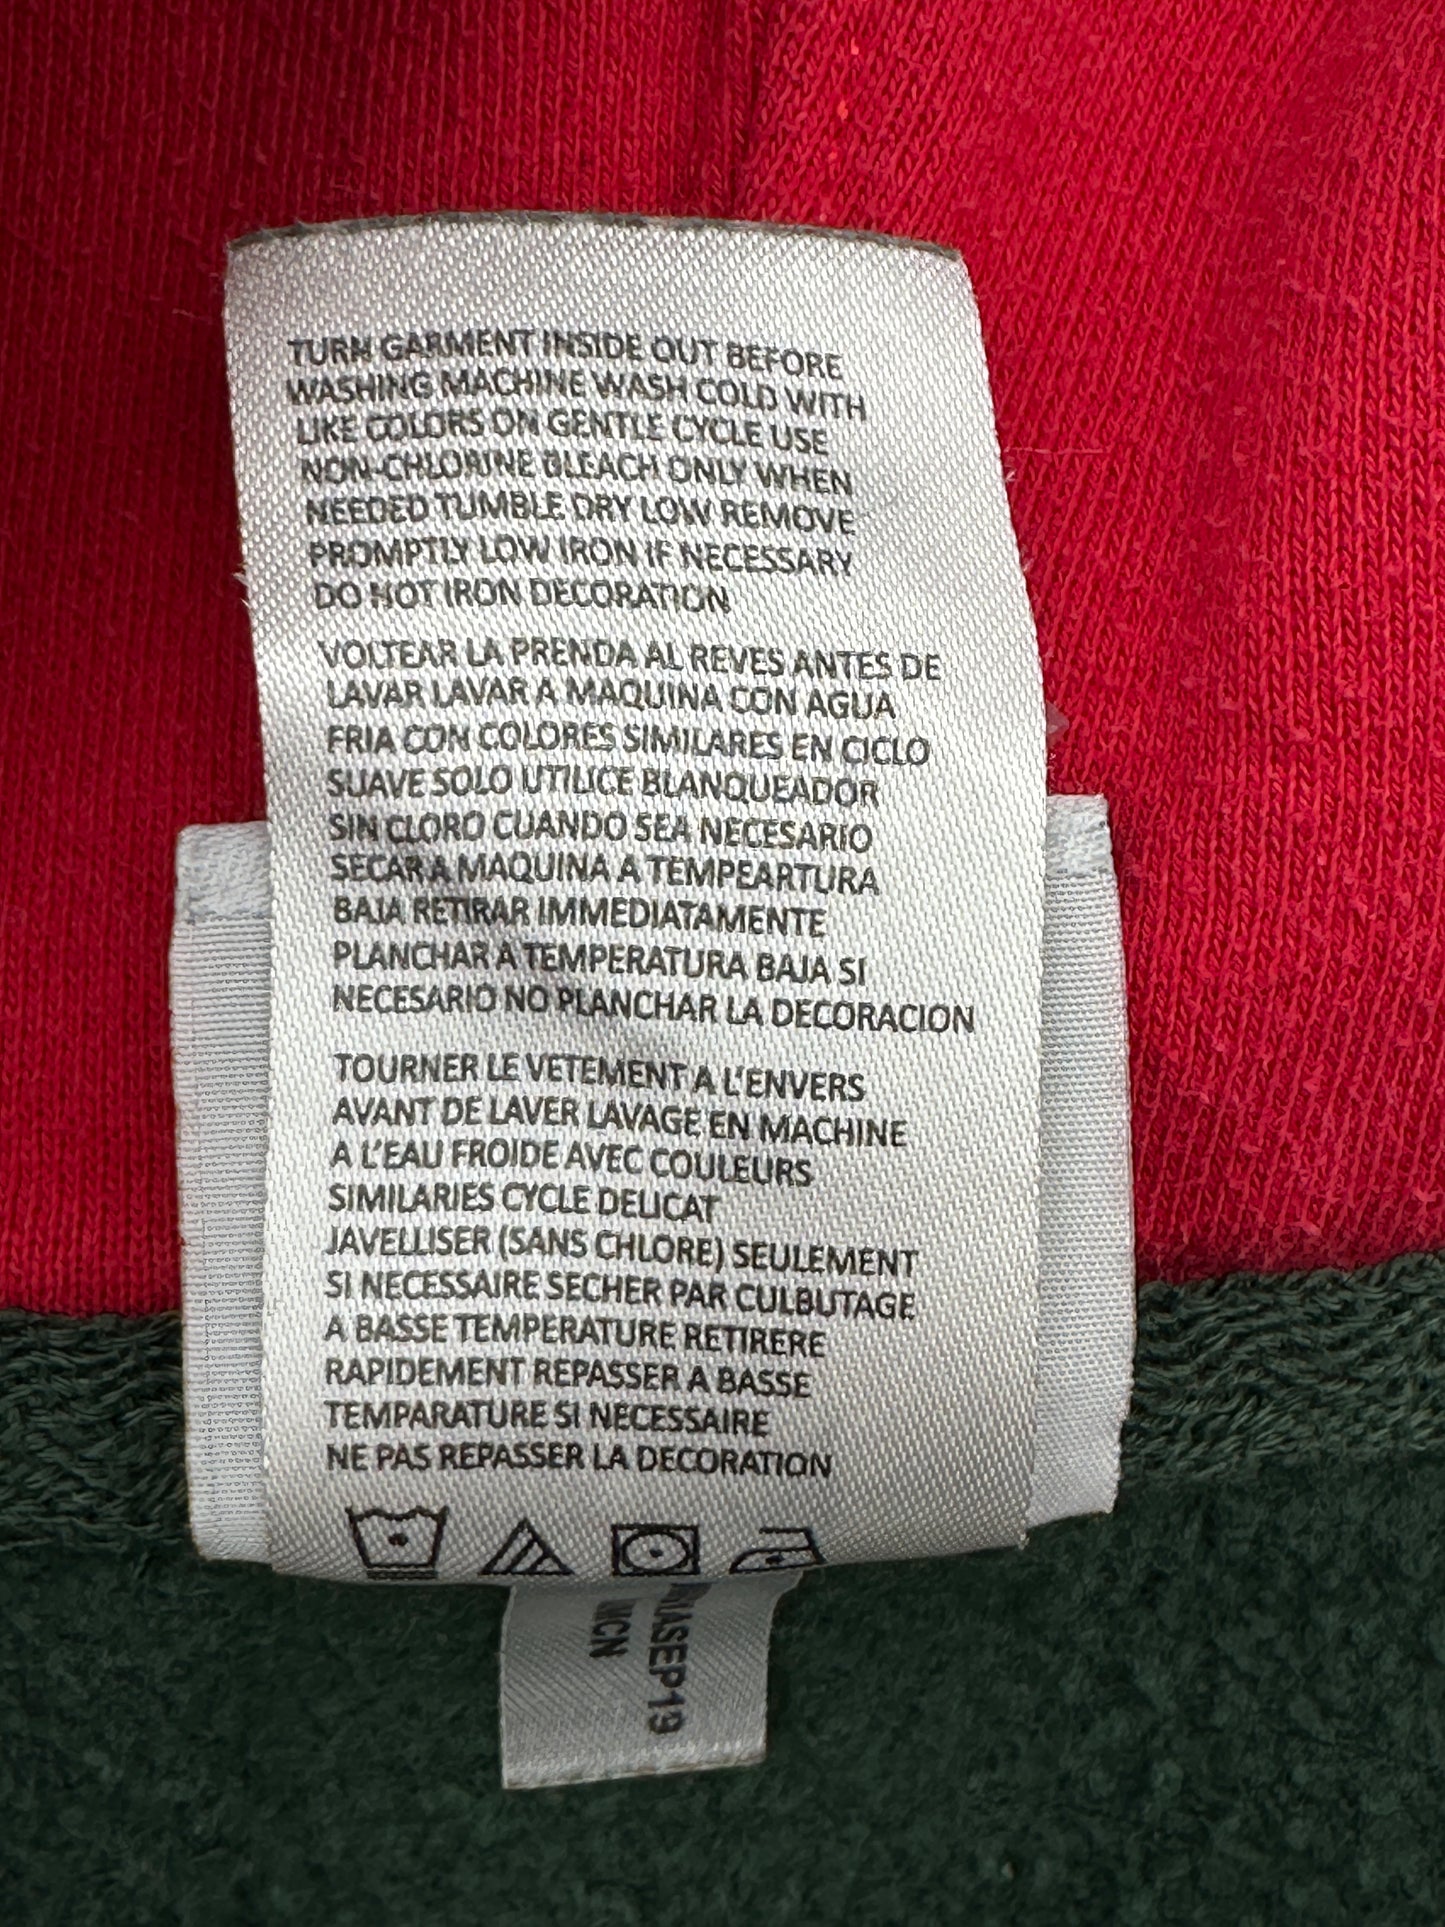 TURN GARMENT INSIDE OUT BEFORE
WASHING MACHINE WASH COLD WITH
LIKE COLORS ON GENTLE CYCLE USE
NON-CHLORINE BLEACH ONLY WHEN
NEEDED TUMBLE DRY LOW REMOVE
PROMPTLY LOW IRON IF NECESSARY
DO NOT IRON DECORATION
VOLTEAR LA PRENDA AL REVES ANTES DE
LAVAR LAVAR A MAQUINA CON AGUA
FRIA CON COLORES SIMILARES EN CICLO
SUAVE SOLO UTILICE BLANQUEADOR
SIN CLORO CUANDO SEA NECESARIO
SECAR A MAQUINA A TEMPEARTURA
BAJA RETIRAR IMMEDIATAMENTE
PLANCHAR A TEMPERATURA BAJA SI
NECESARIO NO PLANCHAR LA DECORACION
TOURNER LE VETEMENT A L'ENVERS
AVANT DE LAVER LAVAGE EN MACHINE
A L'EAU FROIDE AVEC COULEURS
SIMILARIES CYCLE DELICAT
JAVELLISER (SANS CHLORE) SEULEMENT
SI NECESSAIRE SECHER PAR CULBUTAGE
A BASSE TEMPERATURE RETIRERE
RAPIDEMENT REPASSER A BASSE
TEMPARATURE SI NECESSAIRE
NE PAS REPASSER LA DECORATION